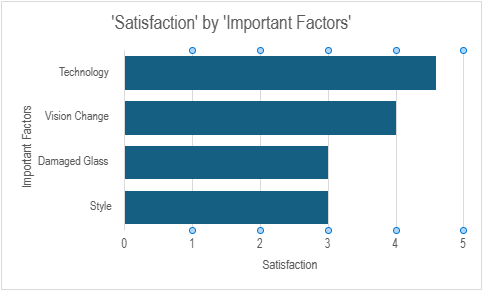 'Satisfaction' by 'Important Factors'
Important Factors
Technology
Vision Change
Damaged Glass
Style
0 1 2 3 4 5
Satisfaction